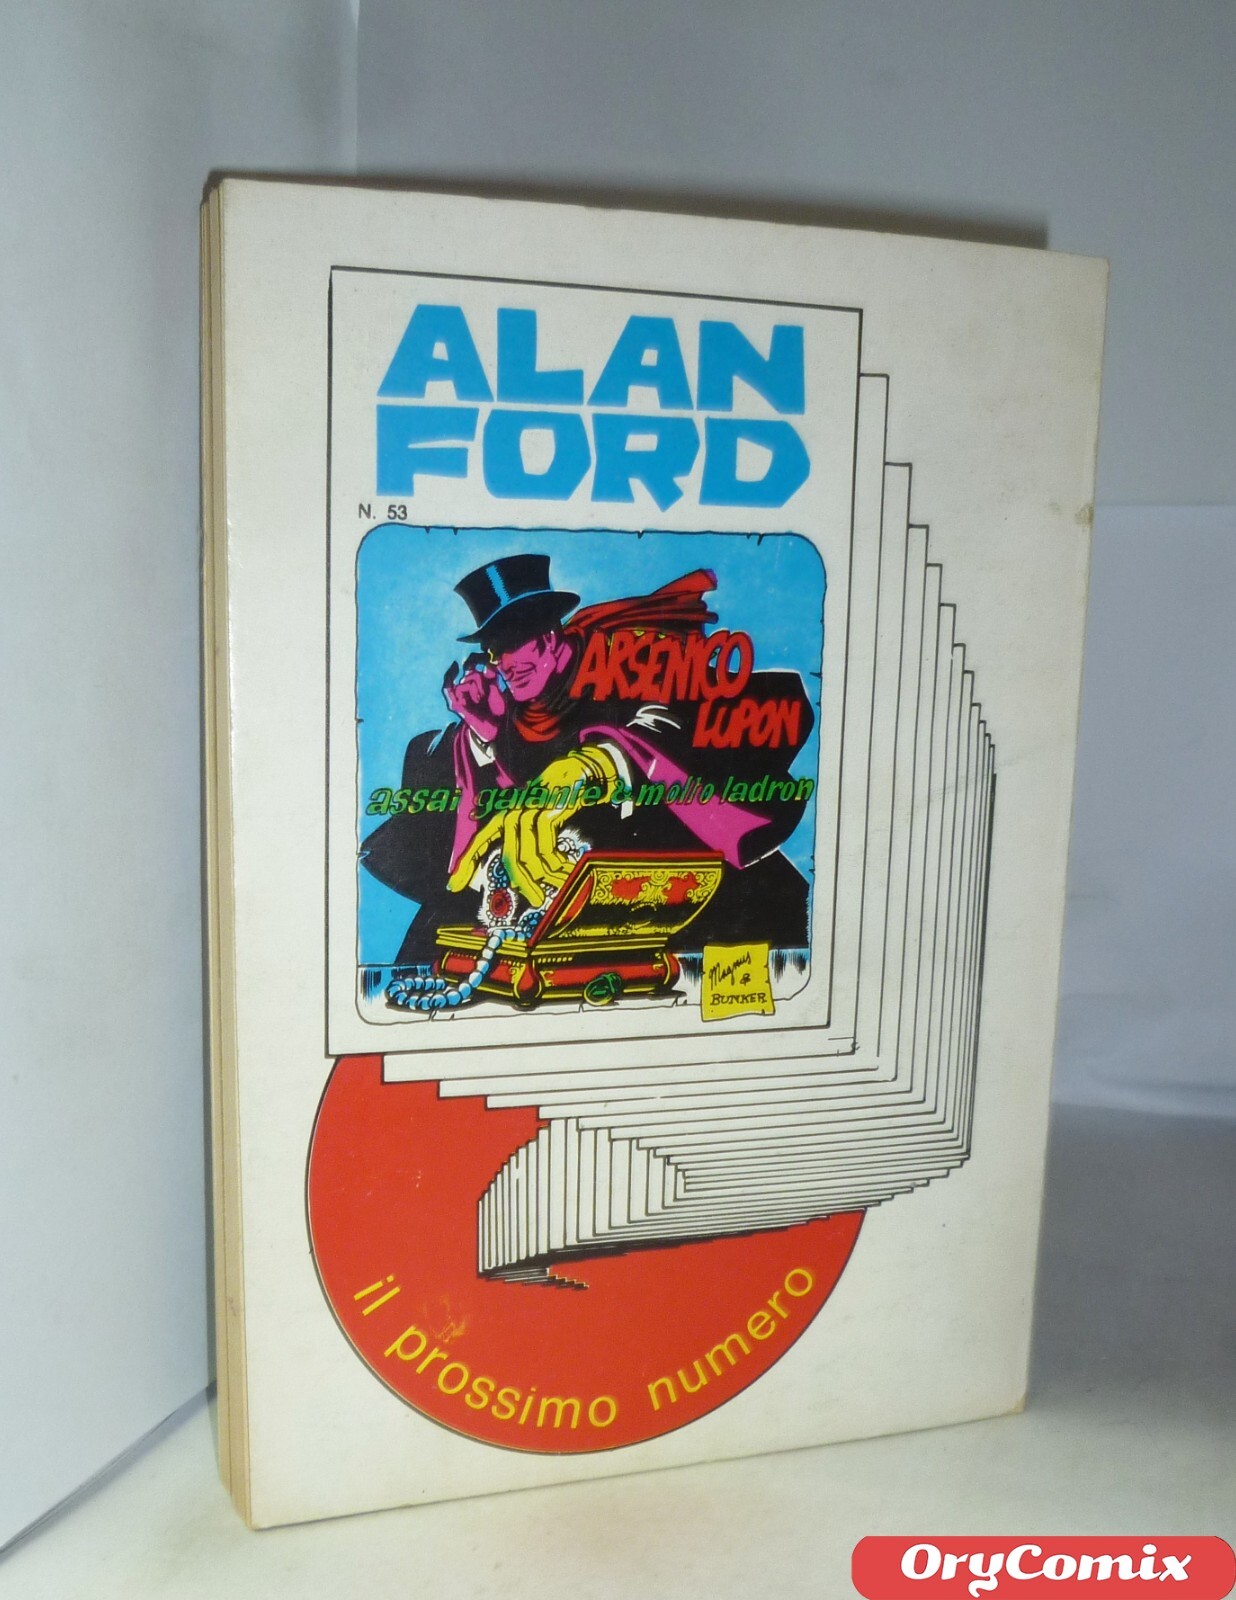 ALAN
FORD
N. 53
ARSENICO
LUPON
assai galante & molto ladron
Magnus
&
BUNKER
il prossimo numero
OryComix